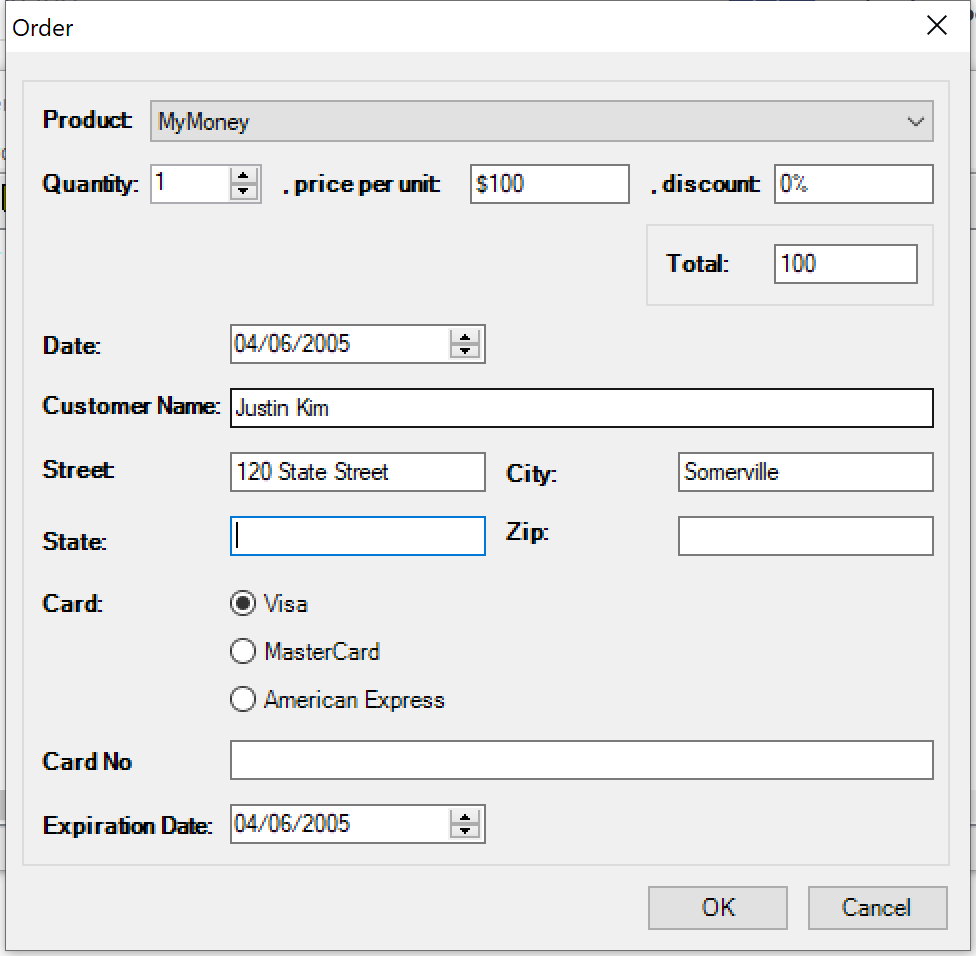 Order
Product: MyMoney
Quantity: 1 . price per unit: $100 . discount: 0%
Total: 100
Date: 04/06/2005
Customer Name: Justin Kim
Street: 120 State Street City: Somerville
State: Zip:
Card: Visa
MasterCard
American Express
Card No
Expiration Date: 04/06/2005
OK Cancel